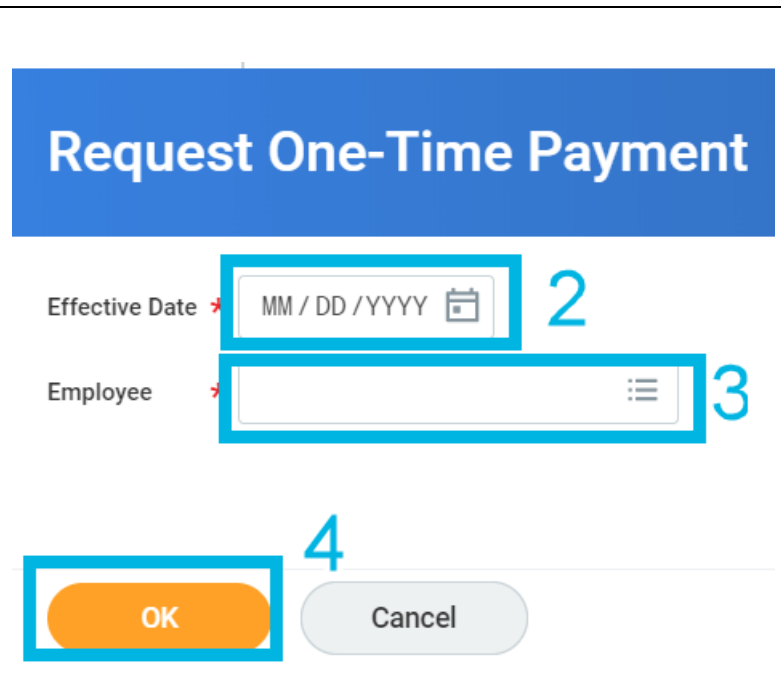 Request One-Time Payment
Effective Date * MM / DD / YYYY 2
Employee * 3
4
OK Cancel